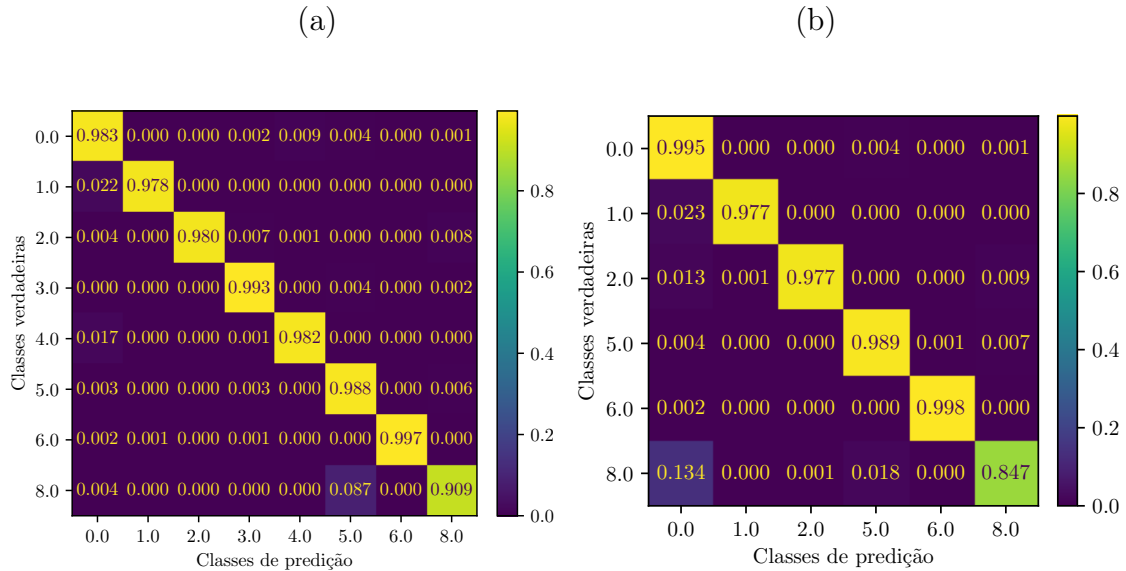 (a)
0.0 0.983 0.000 0.000 0.002 0.009 0.004 0.000 0.001
1.0 0.022 0.978 0.000 0.000 0.000 0.000 0.000 0.000
2.0 0.004 0.000 0.980 0.007 0.001 0.000 0.000 0.008
3.0 0.000 0.000 0.000 0.993 0.000 0.004 0.000 0.002
4.0 0.017 0.000 0.000 0.001 0.982 0.000 0.000 0.000
5.0 0.003 0.000 0.000 0.003 0.000 0.988 0.000 0.006
6.0 0.002 0.001 0.000 0.001 0.000 0.000 0.997 0.000
8.0 0.004 0.000 0.000 0.000 0.000 0.087 0.000 0.909
0.0 1.0 2.0 3.0 4.0 5.0 6.0 8.0
Classes de predição
Classes verdadeiras
0.8
0.6
0.4
0.2
0.0
(b)
0.0 0.995 0.000 0.000 0.004 0.000 0.001
1.0 0.023 0.977 0.000 0.000 0.000 0.000
2.0 0.013 0.001 0.977 0.000 0.000 0.009
5.0 0.004 0.000 0.000 0.989 0.001 0.007
6.0 0.002 0.000 0.000 0.000 0.998 0.000
8.0 0.134 0.000 0.001 0.018 0.000 0.847
0.0 1.0 2.0 5.0 6.0 8.0
Classes de predição
Classes verdadeiras
0.8
0.6
0.4
0.2
0.0